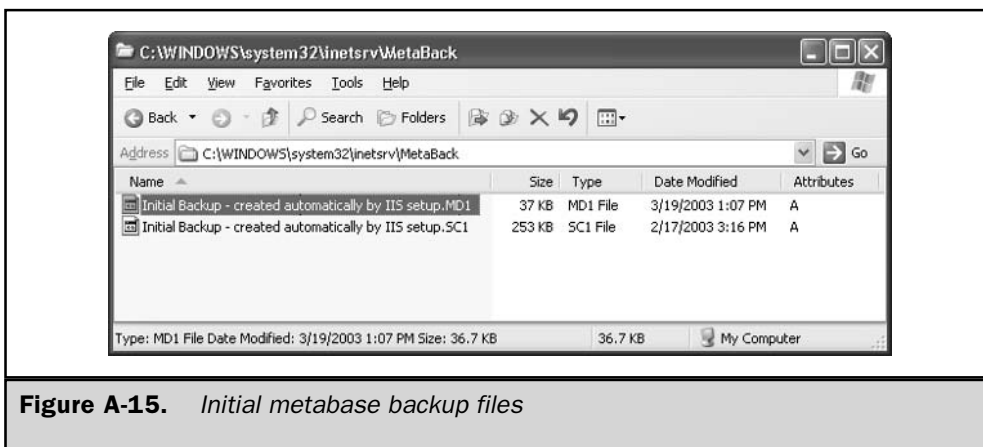 C:\WINDOWS\system32\inetsrv\MetaBack
File Edit View Favorites Tools Help
Back Search Folders
Address C:\WINDOWS\system32\inetsrv\MetaBack Go
Name Size Type Date Modified Attributes
Initial Backup - created automatically by IIS setup.MD1 37 KB MD1 File 3/19/2003 1:07 PM A
Initial Backup - created automatically by IIS setup.SC1 253 KB SC1 File 2/17/2003 3:16 PM A
Type: MD1 File Date Modified: 3/19/2003 1:07 PM Size: 36.7 KB 36.7 KB My Computer
Figure A-15. Initial metabase backup files